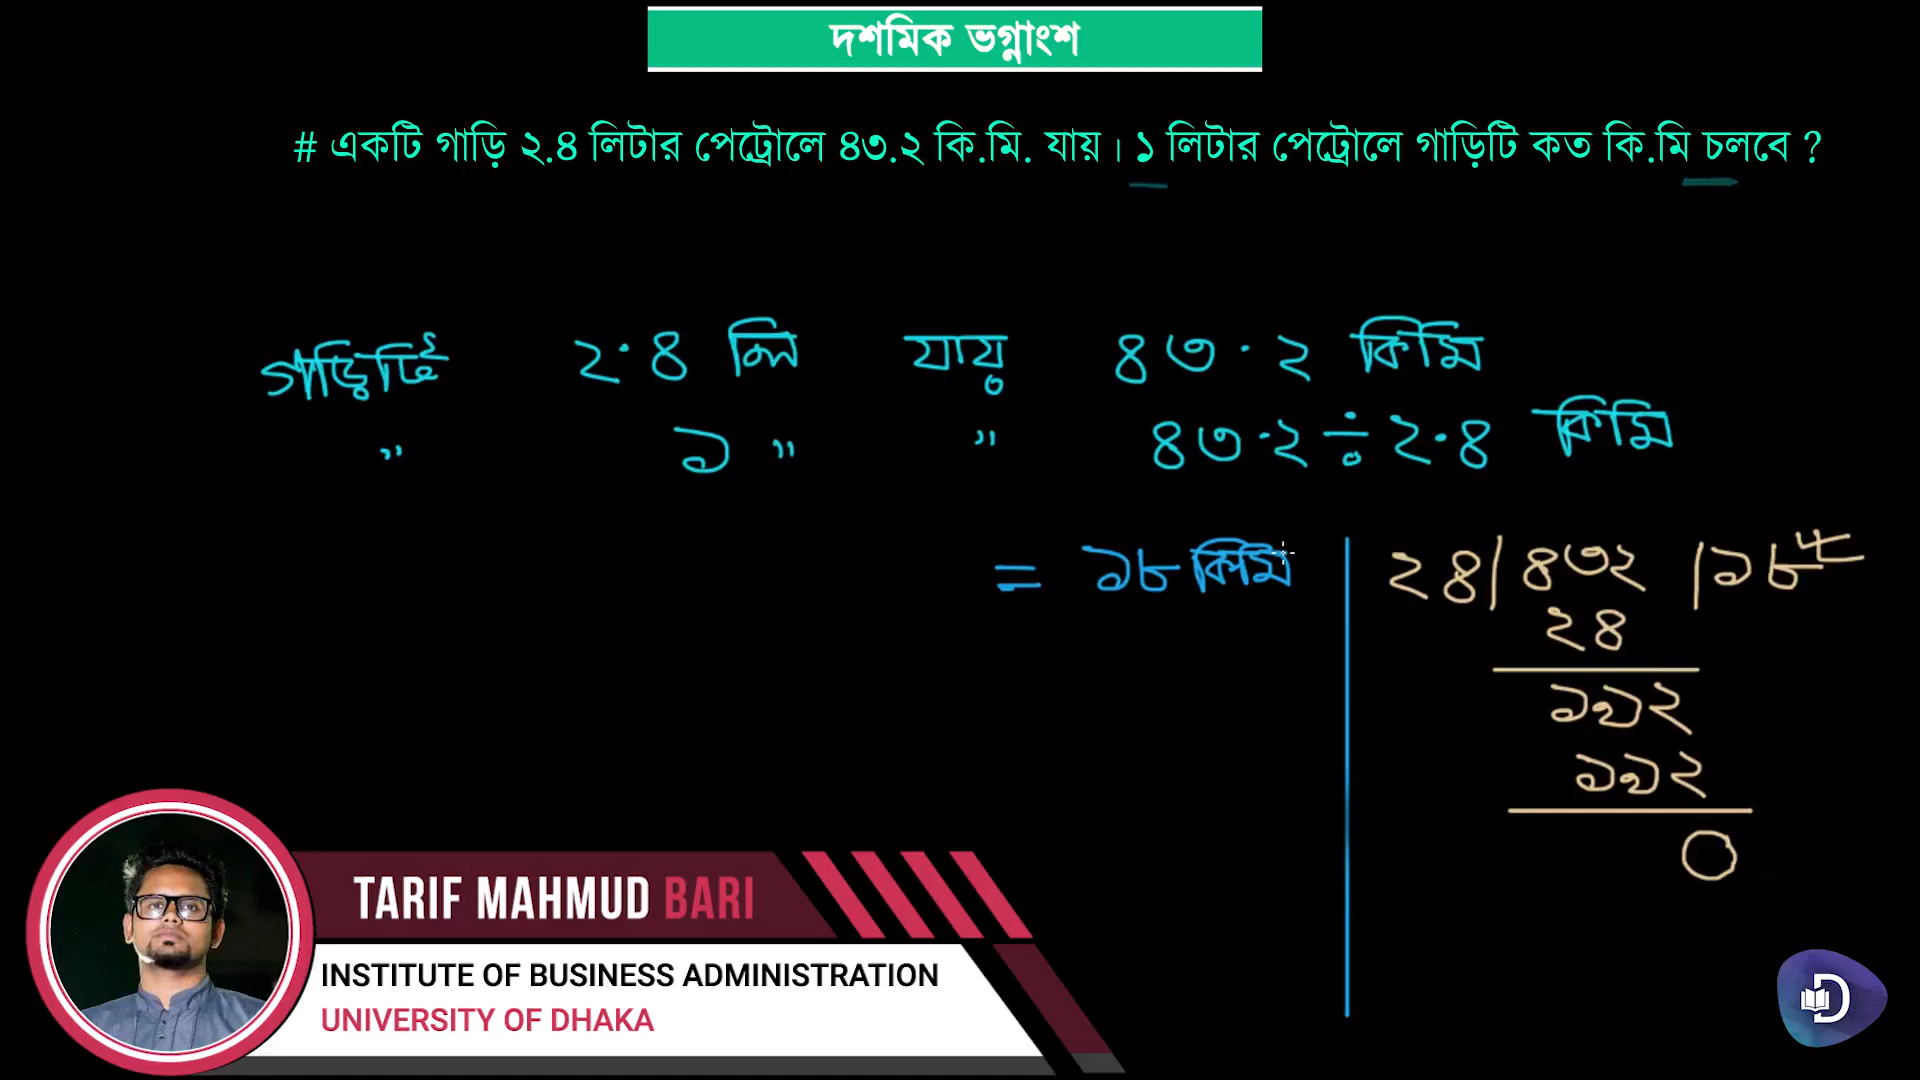 দশমিক ভগ্নাংশ
# একটি গাড়ি ২.৪ লিটার পেট্রোলে ৪৩.২ কি.মি. যায়। ১ লিটার পেট্রোলে গাড়িটি কত কি.মি চলবে ?
গাড়িটি ২.৪ লি যায় ৪৩.২ কিমি
" ১ " " ৪৩.২ ÷ ২.৪ কিমি
= ১৮ কিমি
২৪ | ৪৩২ | ১৮
২৪
১৯২
১৯২
০
TARIF MAHMUD BARI
INSTITUTE OF BUSINESS ADMINISTRATION
UNIVERSITY OF DHAKA